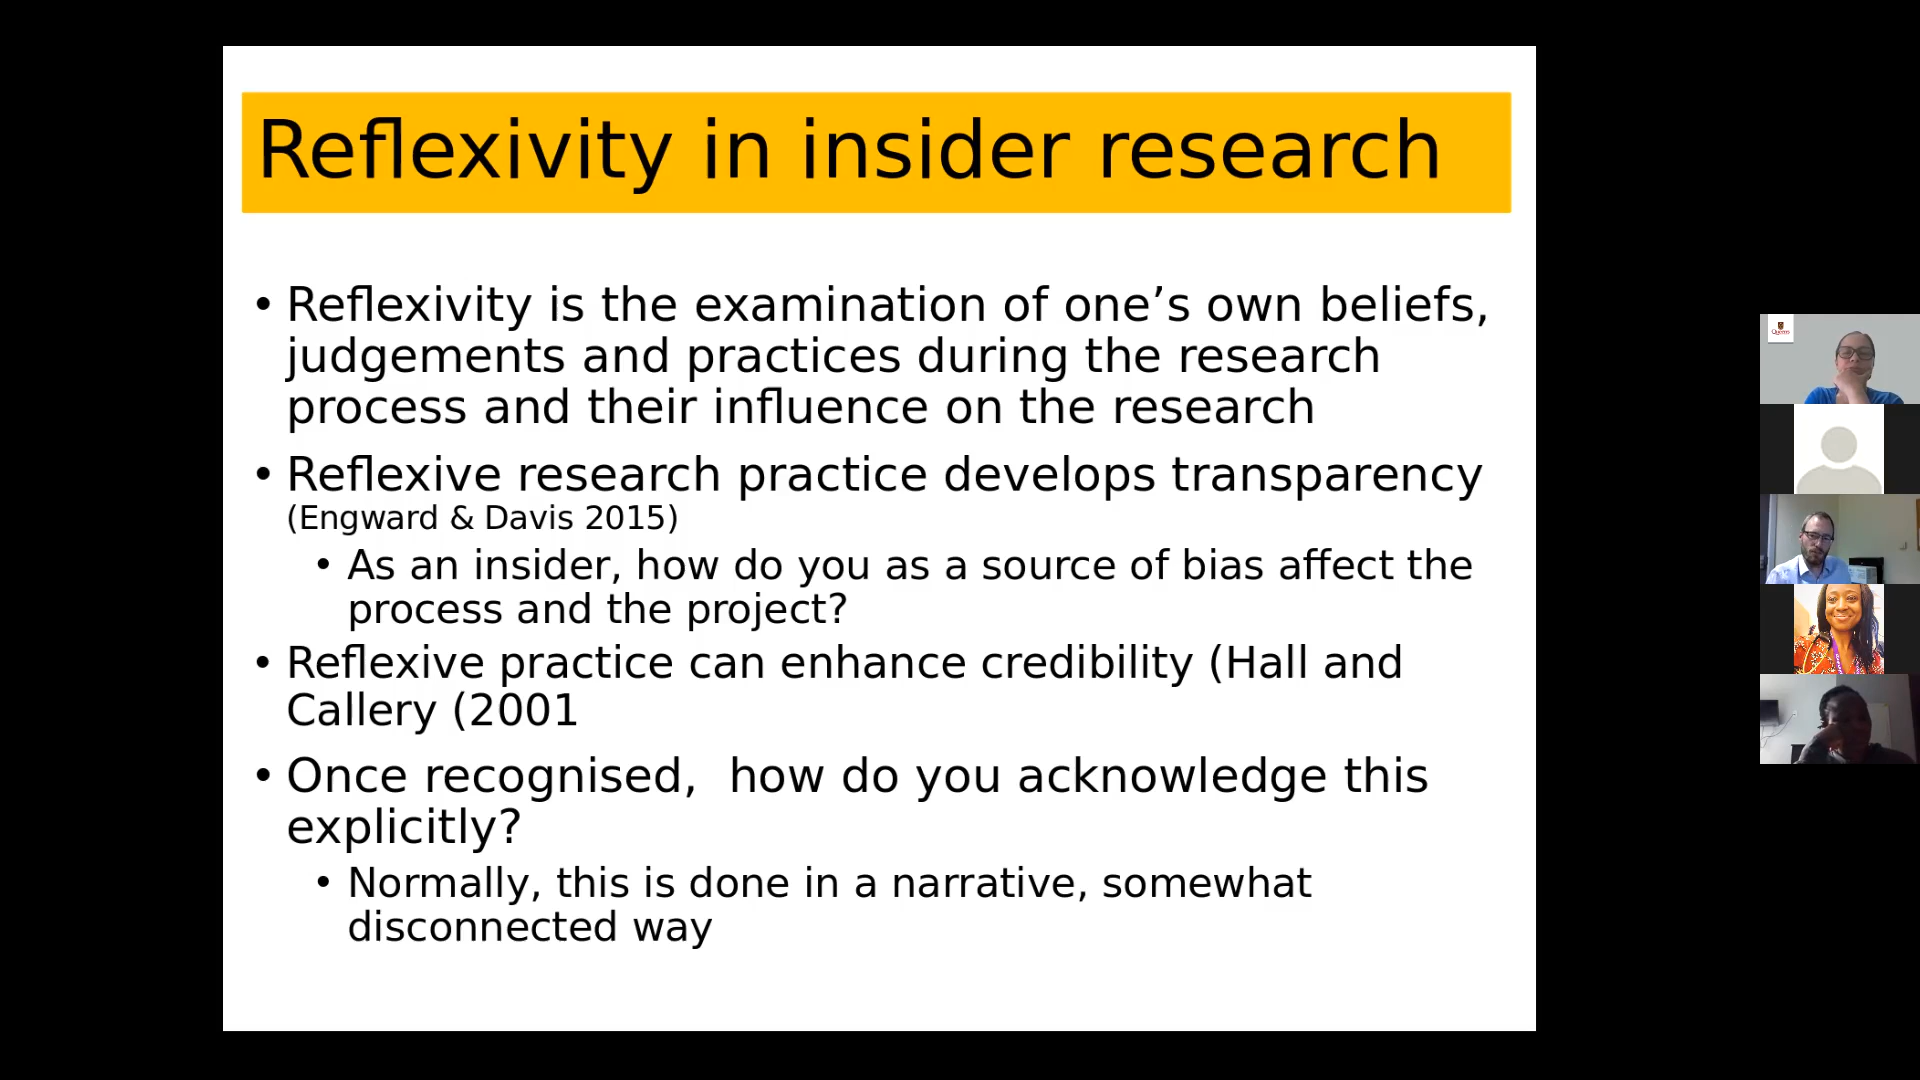 Reflexivity in insider research
• Reflexivity is the examination of one’s own beliefs,
judgements and practices during the research
process and their influence on the research
• Reflexive research practice develops transparency
(Engward & Davis 2015)
• As an insider, how do you as a source of bias affect the
process and the project?
• Reflexive practice can enhance credibility (Hall and
Callery (2001
• Once recognised,  how do you acknowledge this
explicitly?
• Normally, this is done in a narrative, somewhat
disconnected way
Queens